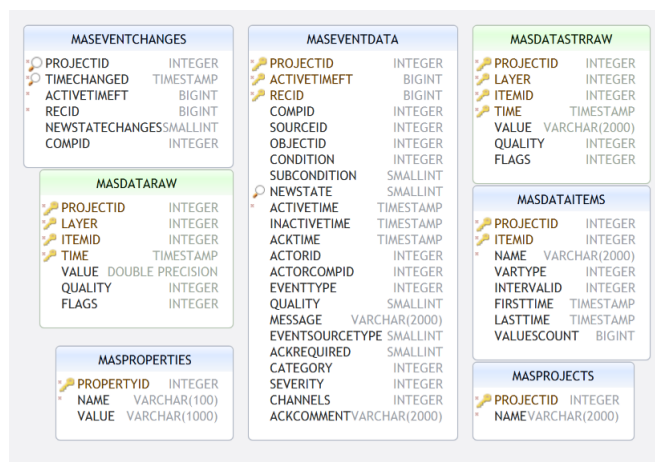 MASEVENTCHANGES
PROJECTID INTEGER
TIMECHANGED TIMESTAMP
ACTIVETIMEFT BIGINT
RECID BIGINT
NEWSTATECHANGESSMALLINT
COMPID INTEGER
MASDATARAW
PROJECTID INTEGER
LAYER INTEGER
ITEMID INTEGER
TIME TIMESTAMP
VALUE DOUBLE PRECISION
QUALITY INTEGER
FLAGS INTEGER
MASPROPERTIES
PROPERTYID INTEGER
NAME VARCHAR(100)
VALUE VARCHAR(1000)
MASEVENTDATA
PROJECTID INTEGER
ACTIVETIMEFT BIGINT
RECID BIGINT
COMPID INTEGER
SOURCEID INTEGER
OBJECTID INTEGER
CONDITION INTEGER
SUBCONDITION SMALLINT
NEWSTATE SMALLINT
ACTIVETIME TIMESTAMP
INACTIVETIME TIMESTAMP
ACKTIME TIMESTAMP
ACTORID INTEGER
ACTORCOMPID INTEGER
EVENTTYPE INTEGER
QUALITY SMALLINT
MESSAGE VARCHAR(2000)
EVENTSOURCETYPE SMALLINT
ACKREQUIRED SMALLINT
CATEGORY INTEGER
SEVERITY INTEGER
CHANNELS INTEGER
ACKCOMMENTVARCHAR(2000)
MASDATASTRRAW
PROJECTID INTEGER
LAYER INTEGER
ITEMID INTEGER
TIME TIMESTAMP
VALUE VARCHAR(2000)
QUALITY INTEGER
FLAGS INTEGER
MASDATAITEMS
PROJECTID INTEGER
ITEMID INTEGER
NAME VARCHAR(2000)
VARTYPE INTEGER
INTERVALID INTEGER
FIRSTTIME TIMESTAMP
LASTTIME TIMESTAMP
VALUESCOUNT BIGINT
MASPROJECTS
PROJECTID INTEGER
NAMEVARCHAR(2000)